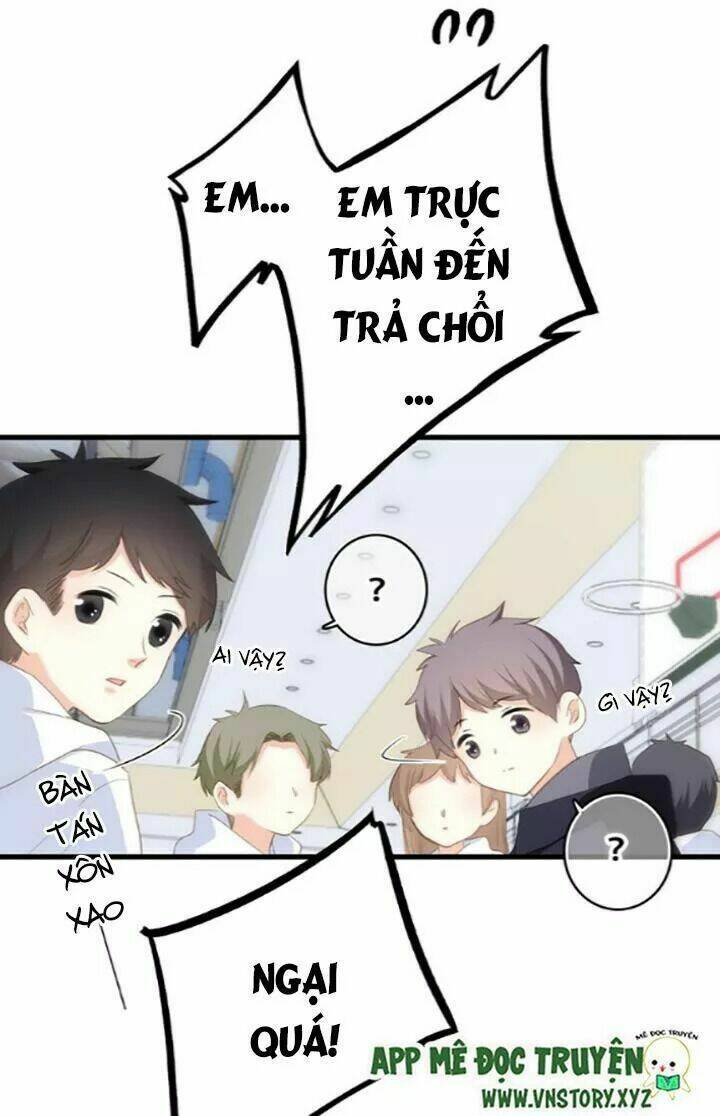 EM...
EM TRỰC
TUẦN ĐẾN
TRẢ CHỔI
...
?
AI VẬY?
GÌ VẬY?
BÀN
TÁN
XÔN
XAO
?
NGẠI
QUÁ!
MÊ ĐỌC TRUYỆN
APP MÊ ĐỌC TRUYỆN
WWW.VNSTORY.XYZ